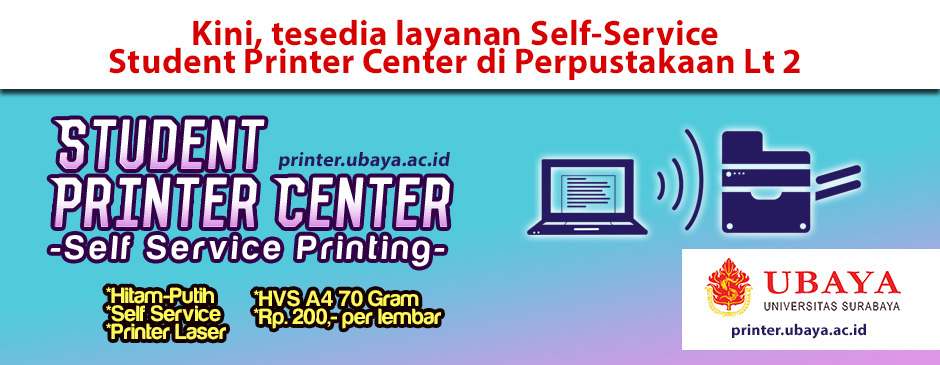 Kini, tesedia layanan Self-Service
Student Printer Center di Perpustakaan Lt 2
STUDENT
printer.ubaya.ac.id
PRINTER CENTER
-Self Service Printing-
*Hitam-Putih
*Self Service
*Printer Laser
*HVS A4 70 Gram
*Rp. 200,- per lembar
UBAYA
UNIVERSITAS SURABAYA
printer.ubaya.ac.id